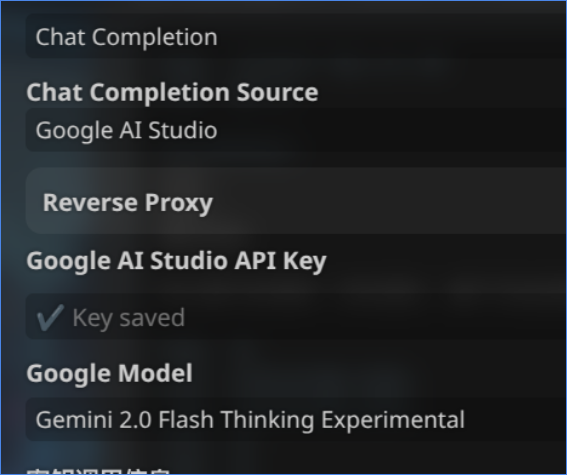 Chat Completion
Chat Completion Source
Google AI Studio
Reverse Proxy
Google AI Studio API Key
✔ Key saved
Google Model
Gemini 2.0 Flash Thinking Experimental